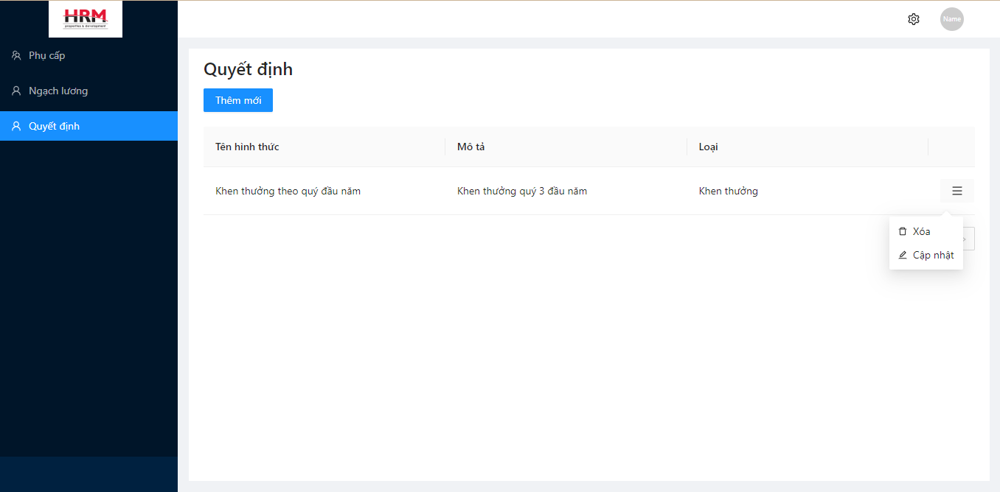 HRM
properties & development
Name
Phụ cấp
Ngạch lương
Quyết định
Quyết định
Thêm mới
Tên hình thức
Mô tả
Loại
Khen thưởng theo quý đầu năm
Khen thưởng quý 3 đầu năm
Khen thưởng
Xóa
Cập nhật